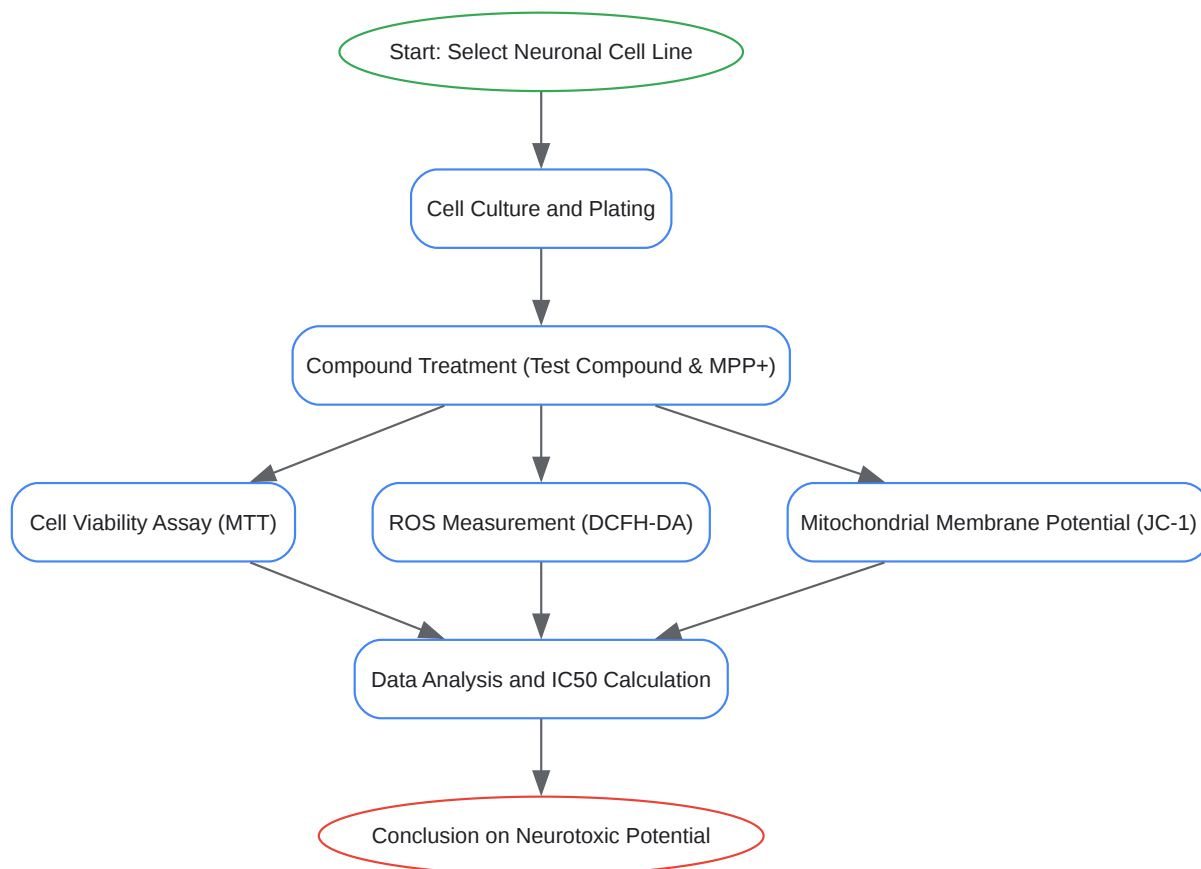 Start: Select Neuronal Cell Line
Cell Culture and Plating
Compound Treatment (Test Compound & MPP+)
Cell Viability Assay (MTT)
ROS Measurement (DCFH-DA)
Mitochondrial Membrane Potential (JC-1)
Data Analysis and IC50 Calculation
Conclusion on Neurotoxic Potential